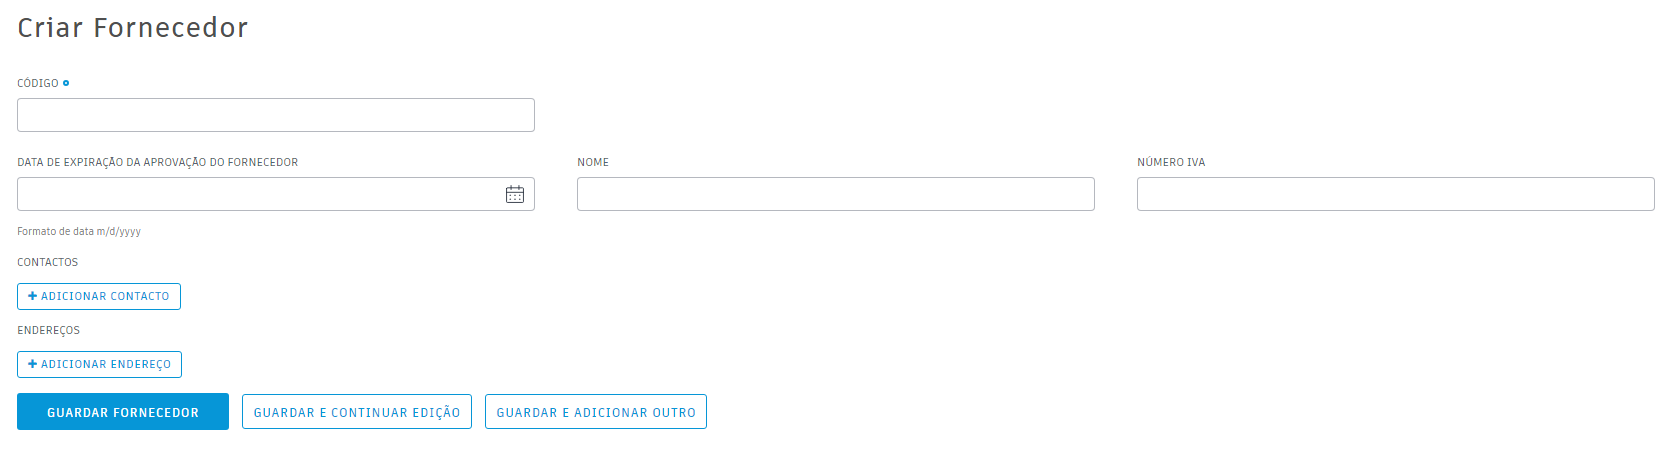 Criar Fornecedor
CÓDIGO
DATA DE EXPIRAÇÃO DA APROVAÇÃO DO FORNECEDOR
NOME
NÚMERO IVA
Formato de data m/d/yyyy
CONTACTOS
+ ADICIONAR CONTACTO
ENDEREÇOS
+ ADICIONAR ENDEREÇO
GUARDAR FORNECEDOR
GUARDAR E CONTINUAR EDIÇÃO
GUARDAR E ADICIONAR OUTRO